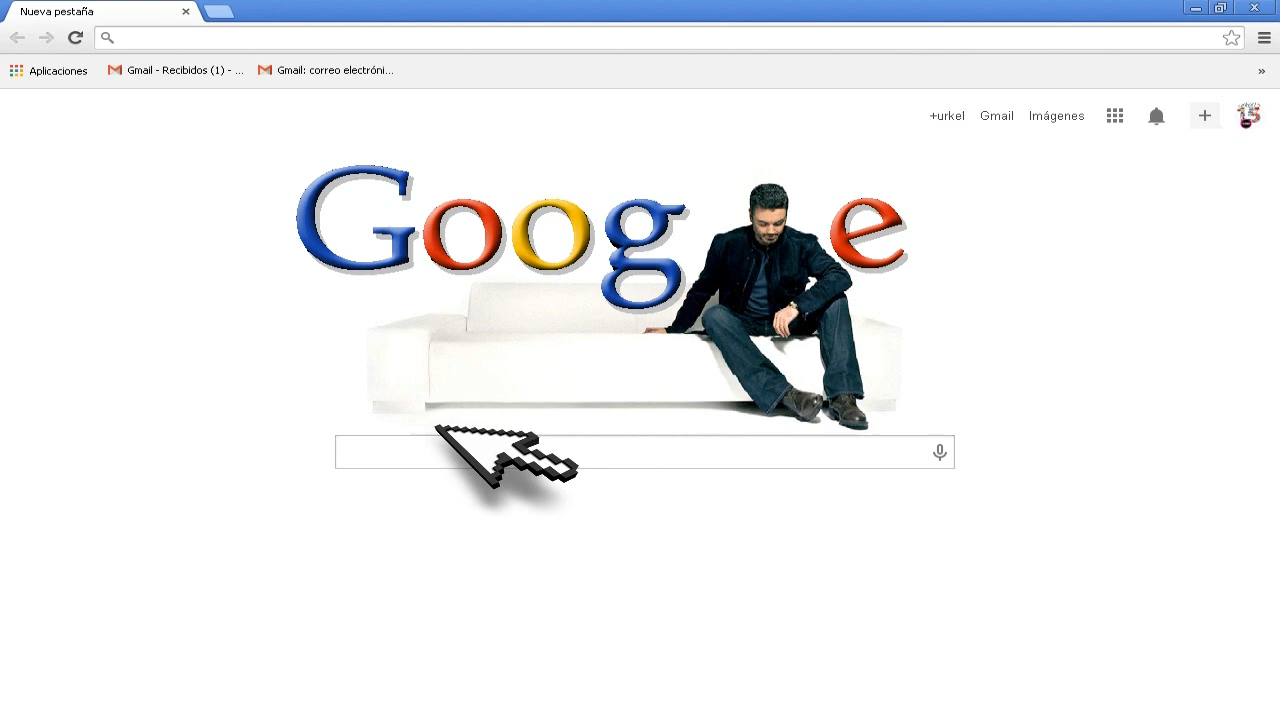 Nueva pestaña
Aplicaciones
Gmail - Recibidos (1) - ...
Gmail: correo electróni...
»
+urkel Gmail Imágenes
Goog e